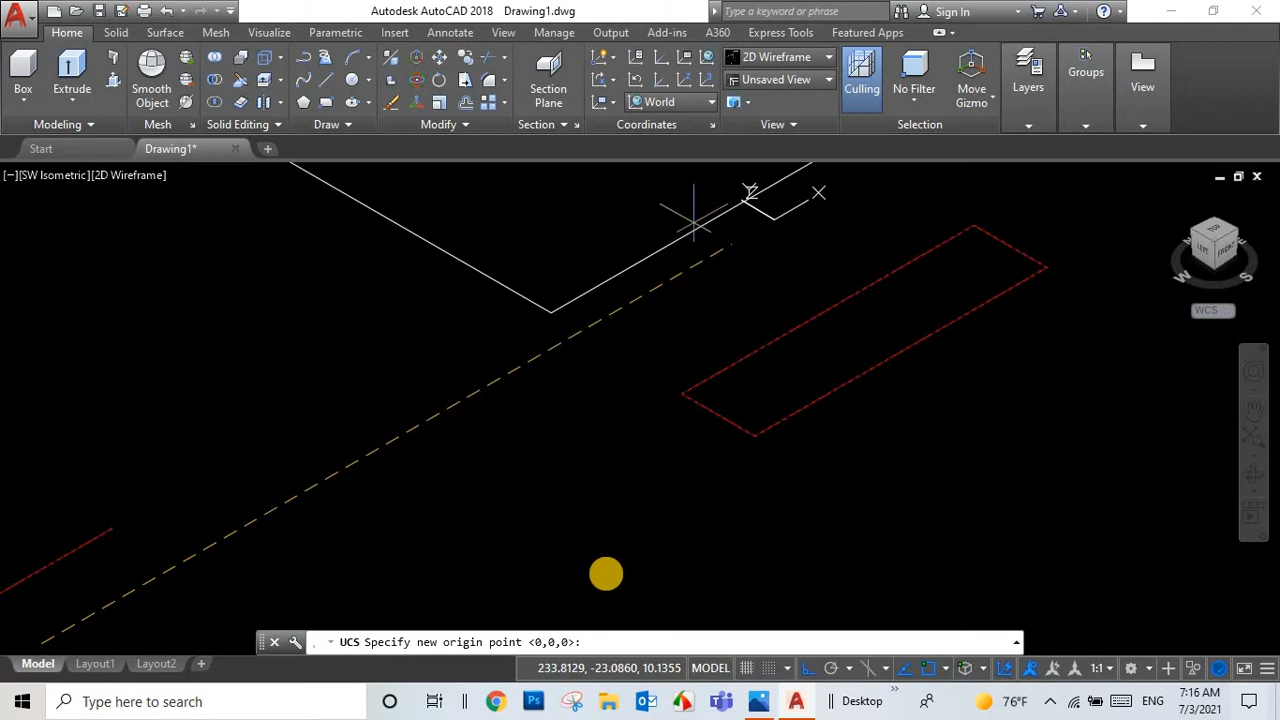 Autodesk AutoCAD 2018 Drawing1.dwg
Type a keyword or phrase
Sign In
Home Solid Surface Mesh Visualize Parametric Insert Annotate View Manage Output Add-ins A360 Express Tools Featured Apps
Box
Extrude
Smooth
Object
Section
Plane
World
2D Wireframe
Unsaved View
Culling
No Filter
Move
Gizmo
Layers
Groups
View
Modeling
Mesh
Solid Editing
Draw
Modify
Section
Coordinates
View
Selection
Start
Drawing1*
[−][SW Isometric][2D Wireframe]
X
TOP
LEFT
FRONT
W
S
WCS
UCS Specify new origin point <0,0,0>:
Model
Layout1
Layout2
233.8129, -23.0860, 10.1355
MODEL
1:1
Type here to search
Ps
Desktop
76°F
ENG
7:16 AM
7/3/2021